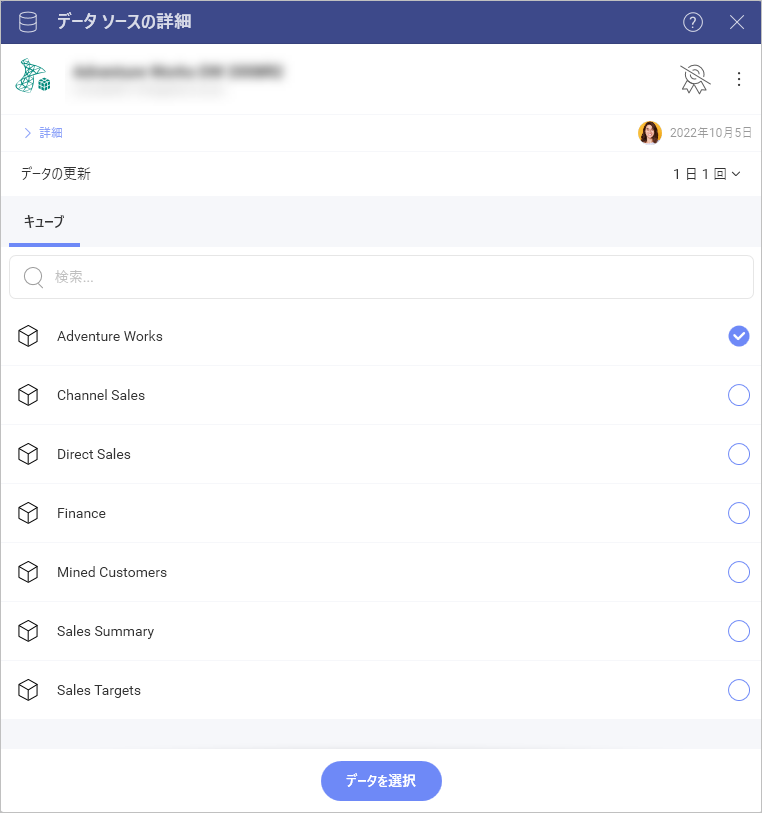 データ ソースの詳細
詳細
2022年10月5日
データの更新
1 日 1 回
キューブ
検索...
Adventure Works
Channel Sales
Direct Sales
Finance
Mined Customers
Sales Summary
Sales Targets
データを選択